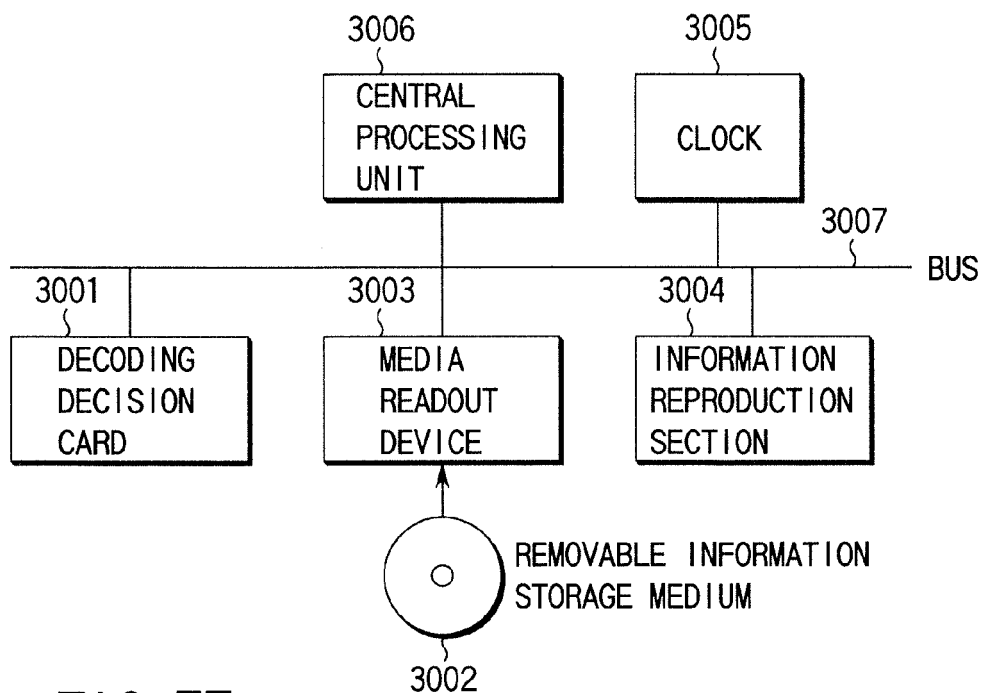 3006
3005
CENTRAL
PROCESSING
UNIT
CLOCK
3007
BUS
3001
3003
3004
DECODING
DECISION
CARD
MEDIA
READOUT
DEVICE
INFORMATION
REPRODUCTION
SECTION
REMOVABLE INFORMATION
STORAGE MEDIUM
3002